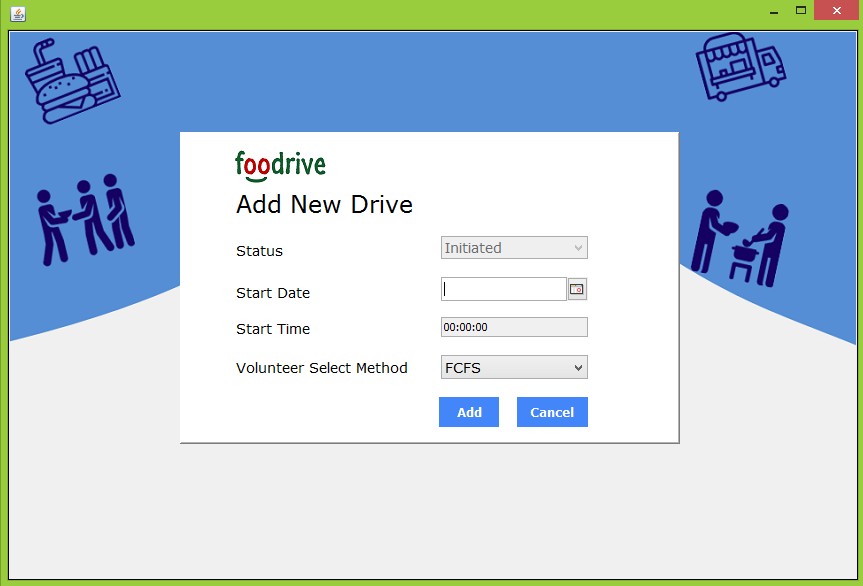 foodrive
Add New Drive
Status Initiated
Start Date
Start Time 00:00:00
Volunteer Select Method FCFS
Add Cancel